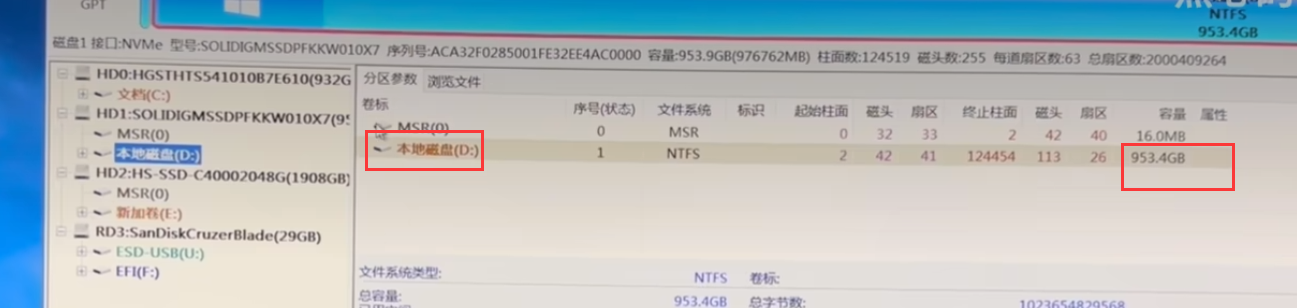 GPT
NTFS
953.4GB
磁盘1 接口:NVMe 型号:SOLIDIGMSSDPFKKW010X7 序列号:ACA32F0285001FE32EE4AC0000 容量:953.9GB(976762MB) 柱面数:124519 磁头数:255 每道扇区数:63 总扇区数:2000409264
HD0:HGSTHTS541010B7E610(932G
文档(C:)
HD1:SOLIDIGMSSDPFKKW010X7(95
MSR(0)
本地磁盘(D:)
HD2:HS-SSD-C40002048G(1908GB)
MSR(0)
新加卷(E:)
RD3:SanDiskCruzerBlade(29GB)
ESD-USB(U:)
EFI(F:)
分区参数 浏览文件
卷标 序号(状态) 文件系统 标识 起始柱面 磁头 扇区 终止柱面 磁头 扇区 容量 属性
MSR(0) 0 MSR 0 32 33 2 42 40 16.0MB
本地磁盘(D:) 1 NTFS 2 42 41 124454 113 26 953.4GB
文件系统类型: NTFS 卷标:
总容量: 953.4GB 总字节数: 1023654829568